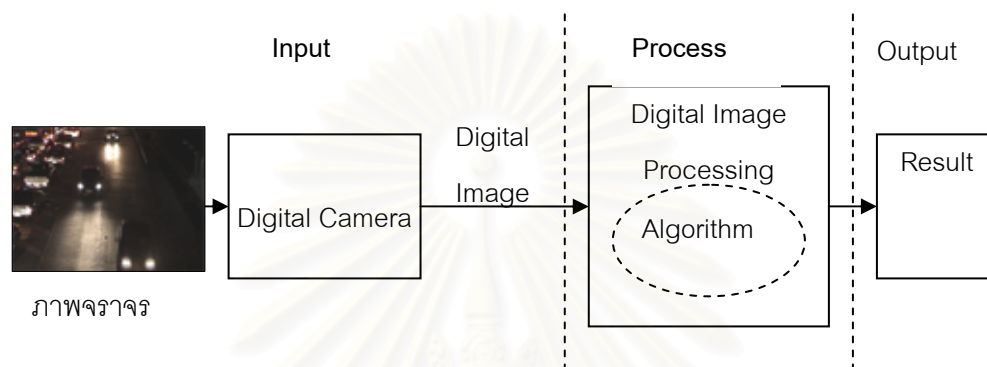 Input
Process
Output
Digital Camera
Digital
Image
Digital Image
Processing
Algorithm
Result
ภาพจราจร